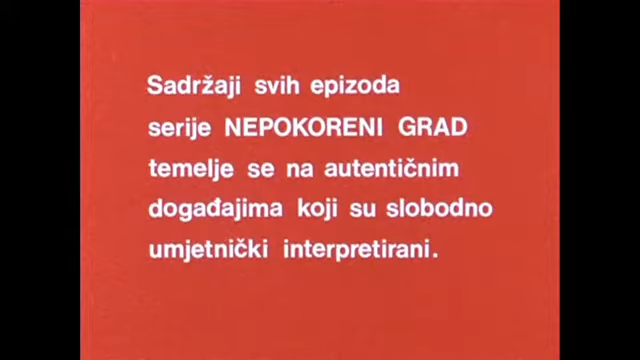 Sadržaji svih epizoda
serije NEPOKORENI GRAD
temelje se na autentičnim
događajima koji su slobodno
umjetnički interpretirani.